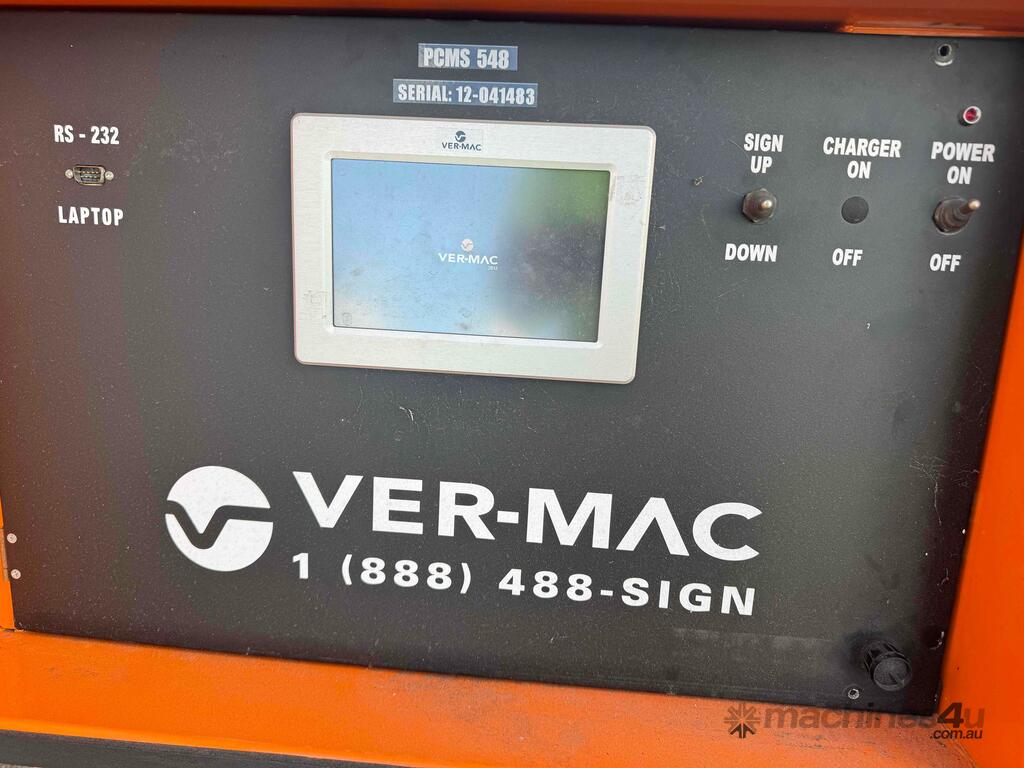 PCMS 548
SERIAL: 12-041483
RS - 232
LAPTOP
VER-MAC
VER-MAC
SIGN
UP
DOWN
CHARGER
ON
OFF
POWER
ON
OFF
VER-MAC
1 (888) 488-SIGN
machines4u
.com.au